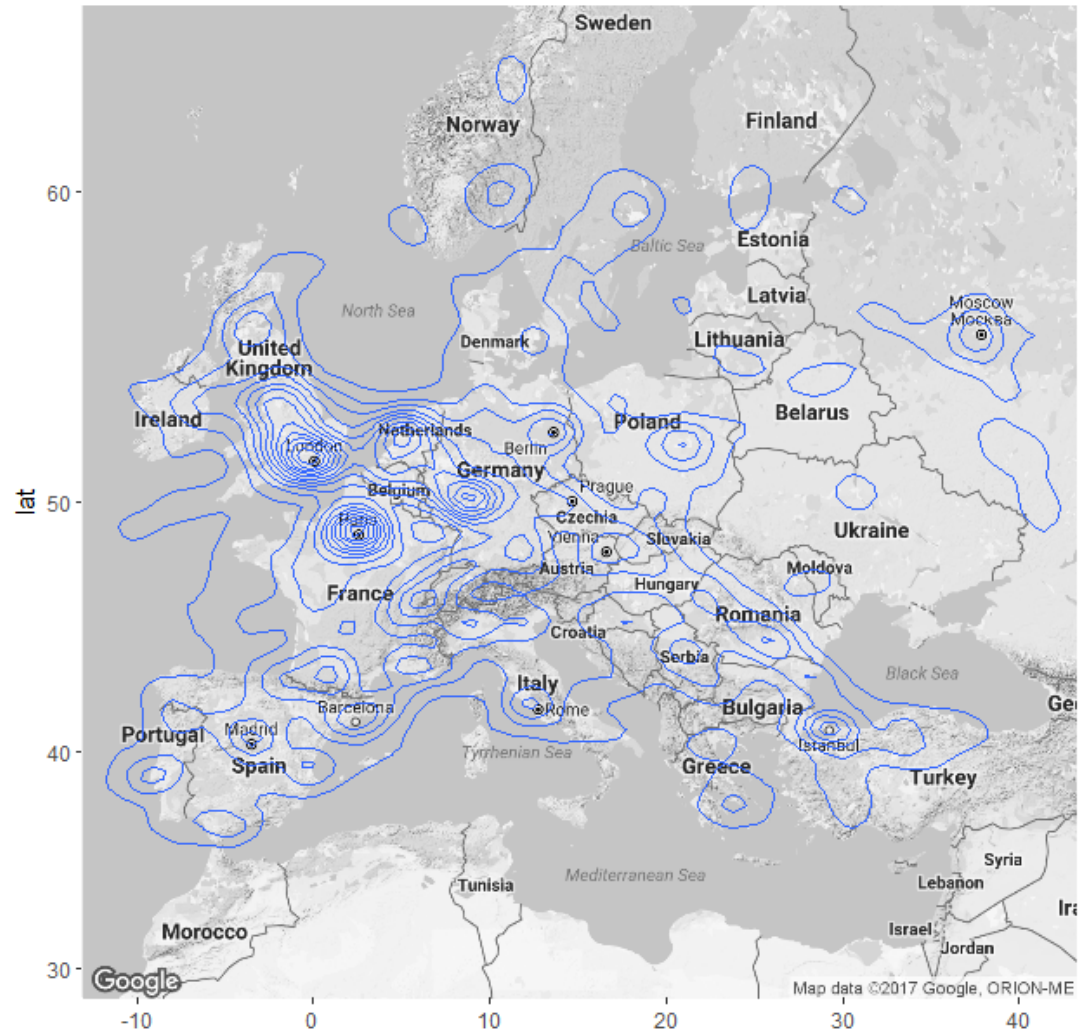 Sweden
Norway
Finland
60
Estonia
Baltic Sea
Latvia
North Sea
Moscow
Москва
Denmark
Lithuania
United
Kingdom
Ireland
Belarus
Netherlands
Poland
London
Berlin
Germany
Belgium
Prague
lat
50
Paris
Czechia
Ukraine
Vienna
Slovakia
Austria
Moldova
Hungary
France
Romania
Croatia
Serbia
Black Sea
Italy
Barcelona
Rome
Bulgaria
Ge
Portugal
Madrid
Istanbul
40
Tyrrhenian Sea
Spain
Greece
Turkey
Syria
Mediterranean Sea
Tunisia
Lebanon
Ira
Israel
Morocco
Jordan
30
Google
Map data ©2017 Google, ORION-ME
-10 0 10 20 30 40